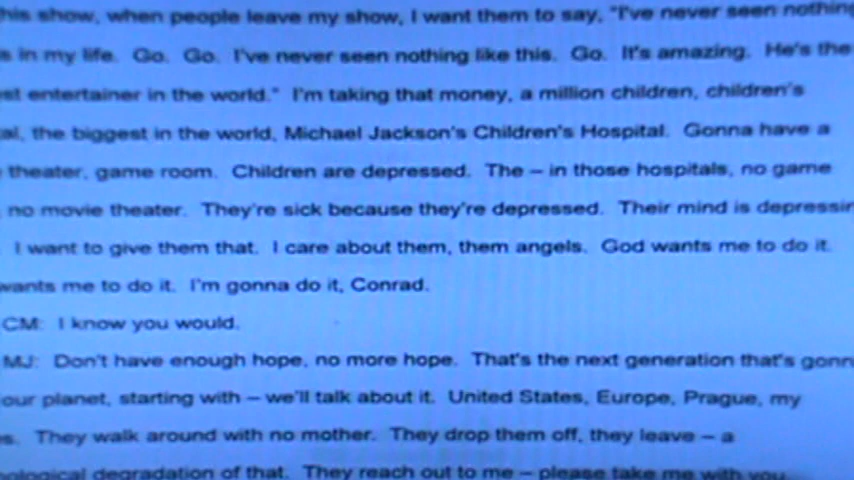 his show, when people leave my show, I want them to say, "I've never seen nothing
s in my life. Go. Go. I've never seen nothing like this. Go. It's amazing. He's the
st entertainer in the world." I'm taking that money, a million children, children's
al, the biggest in the world, Michael Jackson's Children's Hospital. Gonna have a
theater, game room. Children are depressed. The – in those hospitals, no game
no movie theater. They're sick because they're depressed. Their mind is depressin
I want to give them that. I care about them, them angels. God wants me to do it.
wants me to do it. I'm gonna do it, Conrad.
CM: I know you would.
MJ: Don't have enough hope, no more hope. That's the next generation that's gonn
our planet, starting with – we'll talk about it. United States, Europe, Prague, my
s. They walk around with no mother. They drop them off, they leave – a
ological degradation of that. They reach out to me – please take me with you.